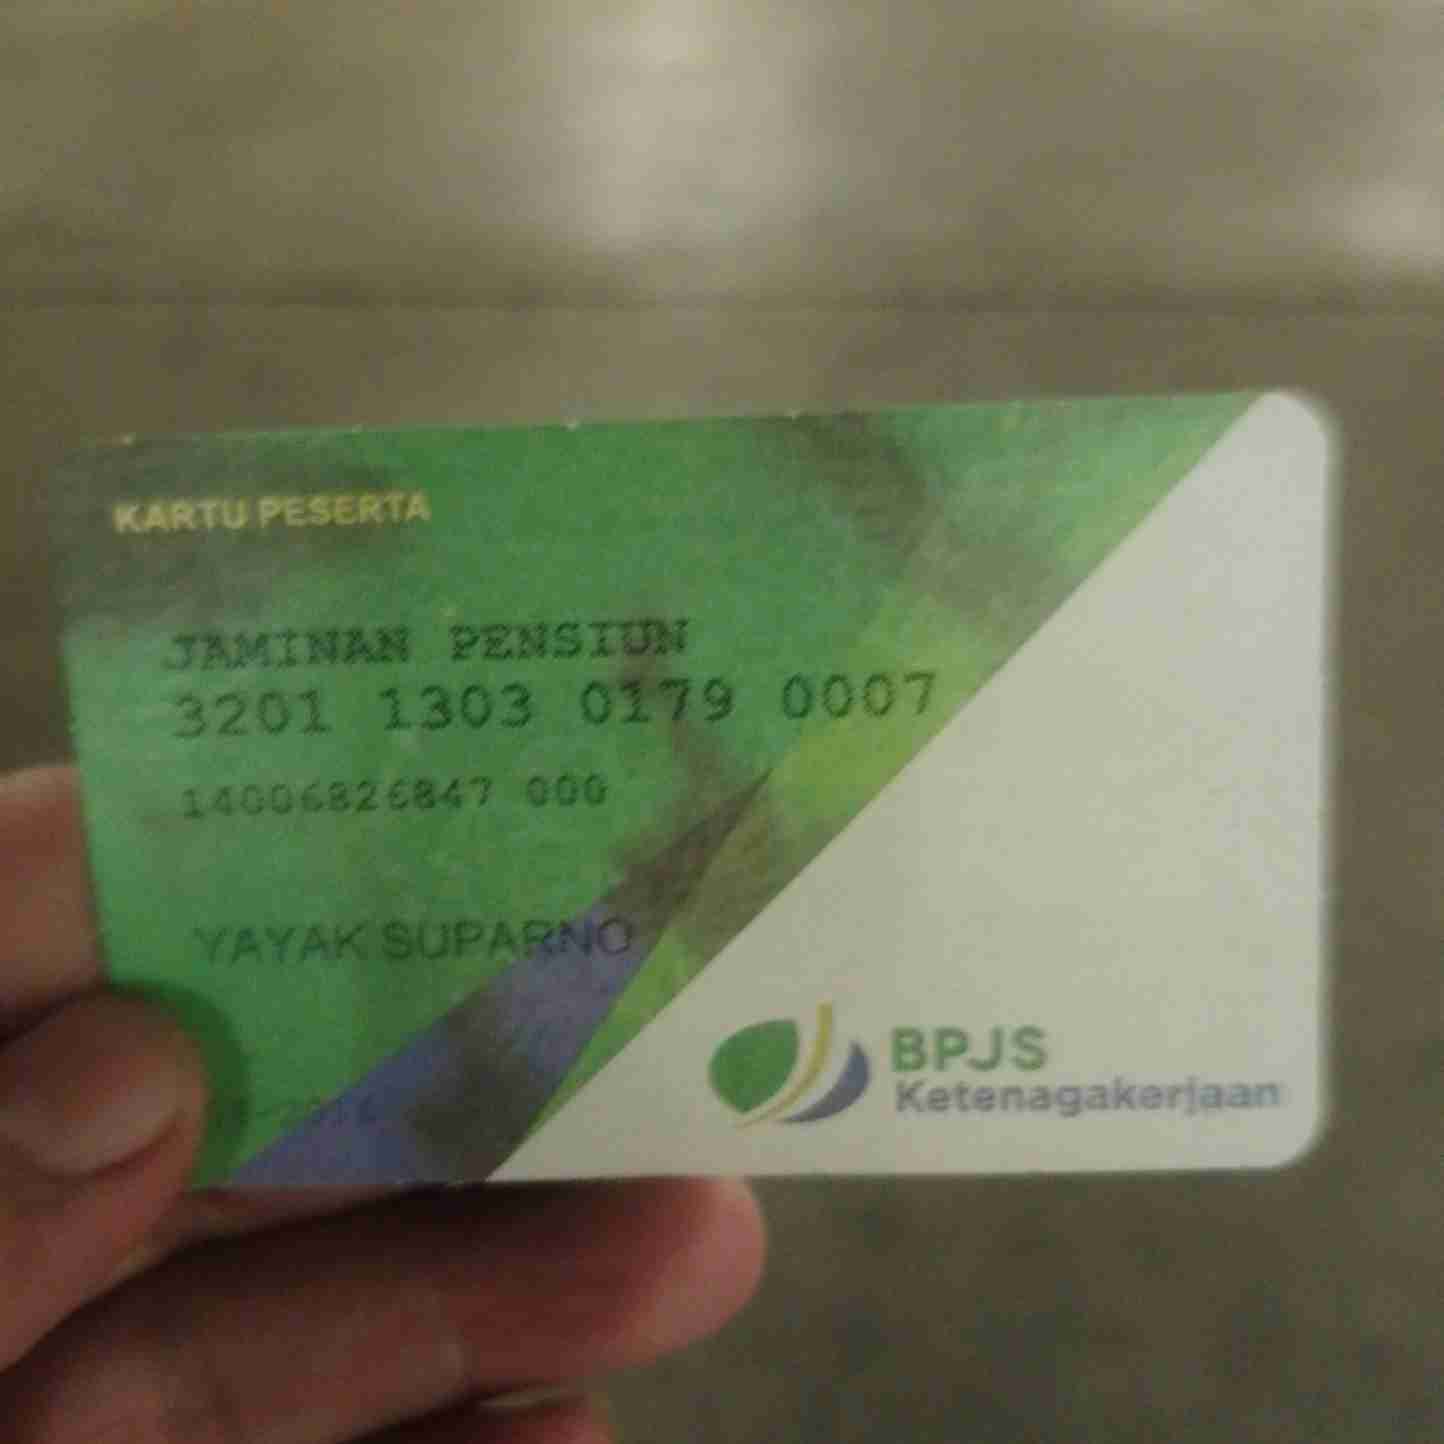 KARTU PESERTA
JAMINAN PENSIUN
3201 1303 0179 0007
14006826847 000
YAYAK SUPARNO
BPJS
Ketenagakerjaan